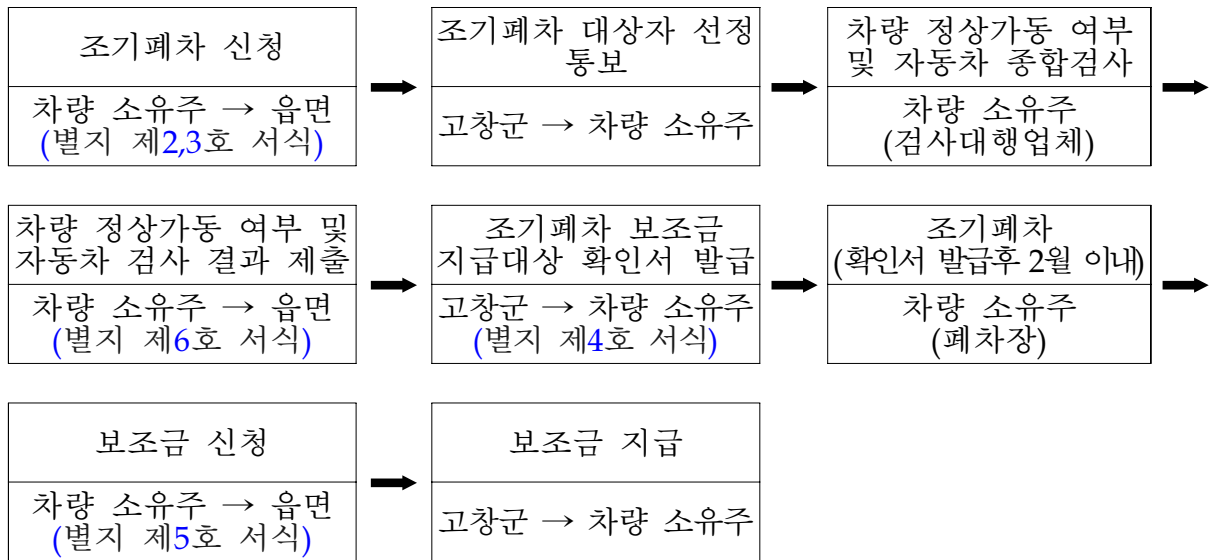 조기폐차 신청
차량 소유주 → 읍면
(별지 제2,3호 서식)
조기폐차 대상자 선정
통보
고창군 → 차량 소유주
차량 정상가동 여부
및 자동차 종합검사
차량 소유주
(검사대행업체)
차량 정상가동 여부 및
자동차 검사 결과 제출
차량 소유주 → 읍면
(별지 제6호 서식)
조기폐차 보조금
지급대상 확인서 발급
고창군 → 차량 소유주
(별지 제4호 서식)
조기폐차
(확인서 발급후 2월 이내)
차량 소유주
(폐차장)
보조금 신청
차량 소유주 → 읍면
(별지 제5호 서식)
보조금 지급
고창군 → 차량 소유주